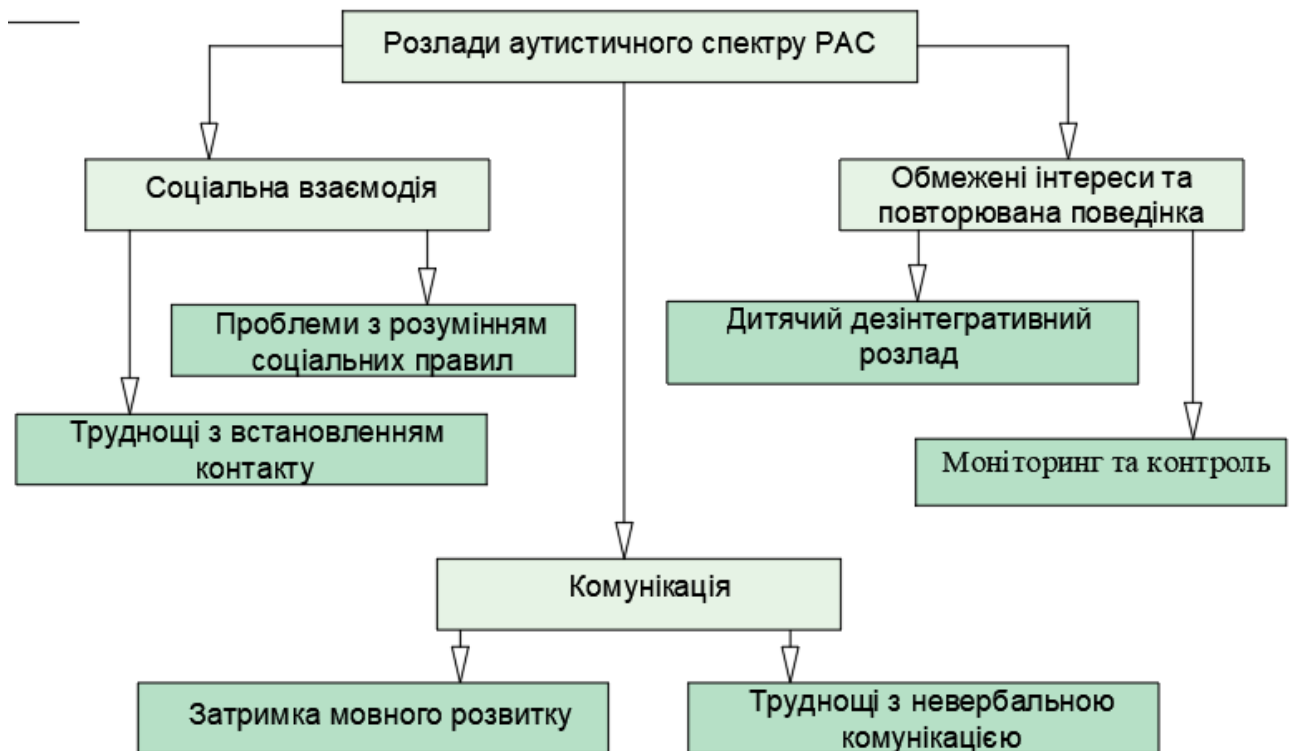 Розлади аутистичного спектру РАС
Соціальна взаємодія
Обмежені інтереси та
повторювана поведінка
Проблеми з розумінням
соціальних правил
Дитячий дезінтегративний
розлад
Труднощі з встановленням
контакту
Моніторинг та контроль
Комунікація
Затримка мовного розвитку
Труднощі з невербальною
комунікацією